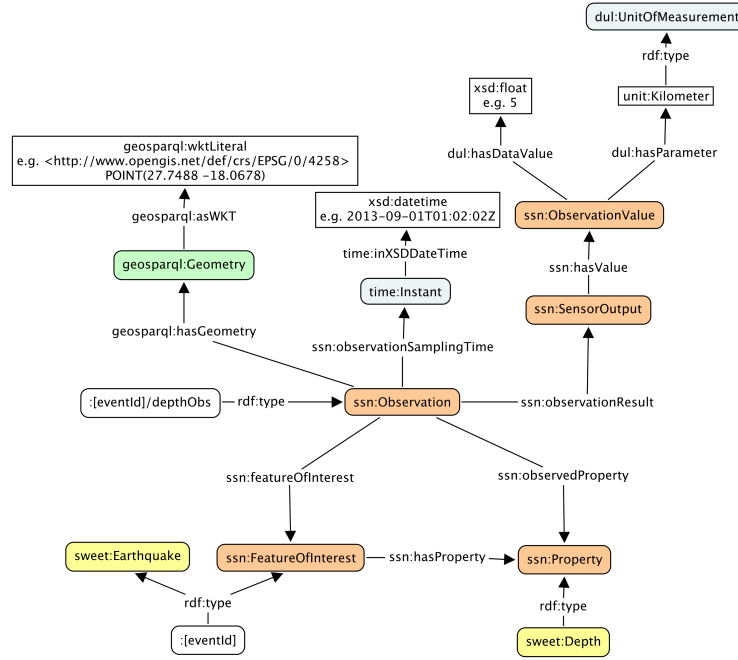 dul:UnitOfMeasurement
rdf:type
xsd:float
e.g. 5
unit:Kilometer
geosparql:wktLiteral
e.g. <http://www.opengis.net/def/crs/EPSG/0/4258>
POINT(27.7488 -18.0678)
dul:hasDataValue
dul:hasParameter
xsd:datetime
e.g. 2013-09-01T01:02:02Z
geosparql:asWKT
ssn:ObservationValue
time:inXSDDateTime
geosparql:Geometry
ssn:hasValue
time:Instant
ssn:SensorOutput
geosparql:hasGeometry
ssn:observationSamplingTime
:[eventId]/depthObs
rdf:type
ssn:Observation
ssn:observationResult
ssn:featureOfInterest
ssn:observedProperty
sweet:Earthquake
ssn:FeatureOfInterest
ssn:hasProperty
ssn:Property
rdf:type
rdf:type
:[eventId]
sweet:Depth